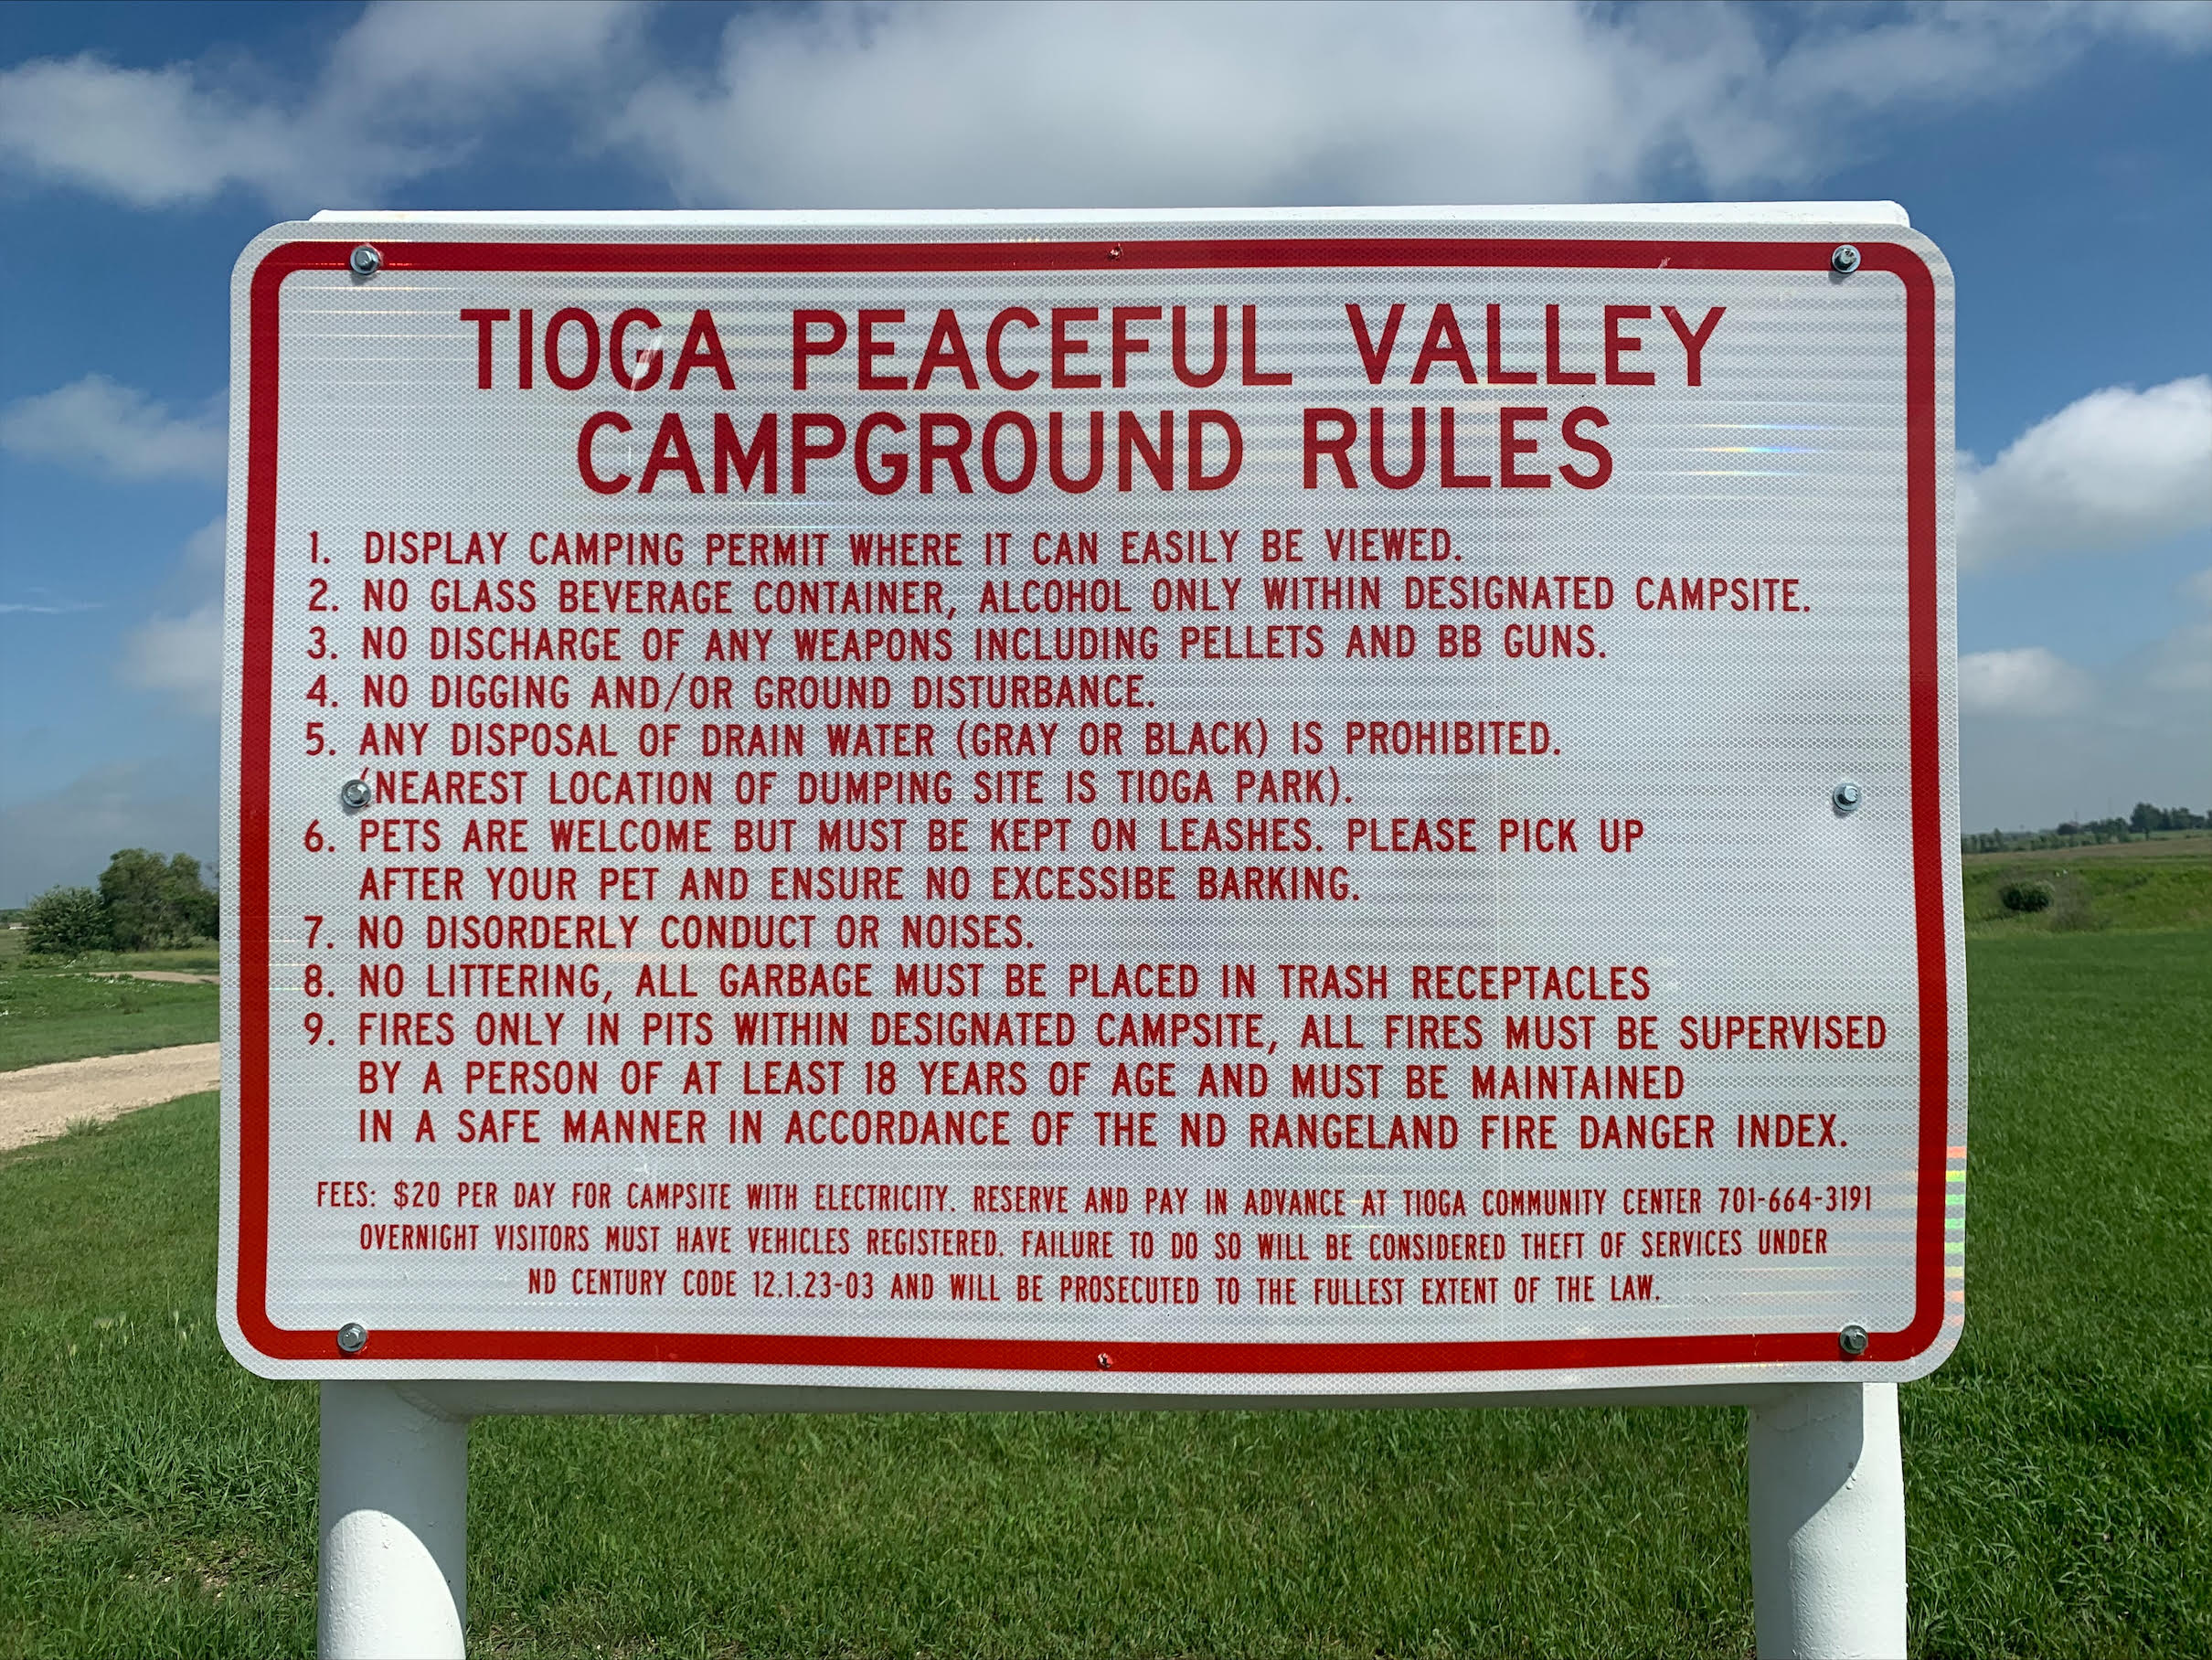 TIOGA PEACEFUL VALLEY
CAMPGROUND RULES
1. DISPLAY CAMPING PERMIT WHERE IT CAN EASILY BE VIEWED.
2. NO GLASS BEVERAGE CONTAINER, ALCOHOL ONLY WITHIN DESIGNATED CAMPSITE.
3. NO DISCHARGE OF ANY WEAPONS INCLUDING PELLETS AND BB GUNS.
4. NO DIGGING AND/OR GROUND DISTURBANCE.
5. ANY DISPOSAL OF DRAIN WATER (GRAY OR BLACK) IS PROHIBITED.
(NEAREST LOCATION OF DUMPING SITE IS TIOGA PARK).
6. PETS ARE WELCOME BUT MUST BE KEPT ON LEASHES. PLEASE PICK UP
AFTER YOUR PET AND ENSURE NO EXCESSIBE BARKING.
7. NO DISORDERLY CONDUCT OR NOISES.
8. NO LITTERING, ALL GARBAGE MUST BE PLACED IN TRASH RECEPTACLES
9. FIRES ONLY IN PITS WITHIN DESIGNATED CAMPSITE, ALL FIRES MUST BE SUPERVISED
BY A PERSON OF AT LEAST 18 YEARS OF AGE AND MUST BE MAINTAINED
IN A SAFE MANNER IN ACCORDANCE OF THE ND RANGELAND FIRE DANGER INDEX.
FEES: $20 PER DAY FOR CAMPSITE WITH ELECTRICITY. RESERVE AND PAY IN ADVANCE AT TIOGA COMMUNITY CENTER 701-664-3191
OVERNIGHT VISITORS MUST HAVE VEHICLES REGISTERED. FAILURE TO DO SO WILL BE CONSIDERED THEFT OF SERVICES UNDER
ND CENTURY CODE 12.1.23-03 AND WILL BE PROSECUTED TO THE FULLEST EXTENT OF THE LAW.